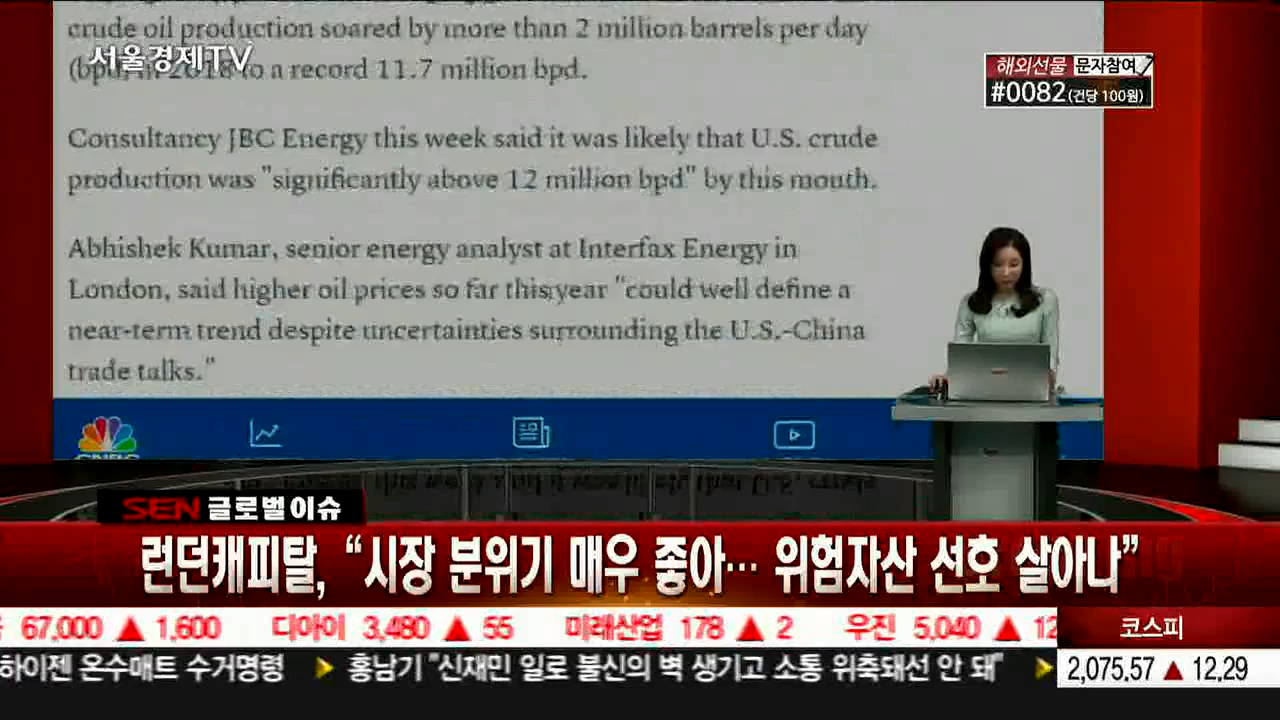 crude oil production soared by more than 2 million barrels per day
서울경제TV
(bpd) in 2018 to a record 11.7 million bpd.
해외선물 문자참여
#0082(건당 100원)
Consultancy JBC Energy this week said it was likely that U.S. crude
production was "significantly above 12 million bpd" by this mouth.
Abhishek Kumar, senior energy analyst at Interfax Energy in
London, said higher oil prices so far this year "could well define a
near-term trend despite uncertainties surrounding the U.S.-China
trade talks."
CNBC
SEN 글로벌이슈
런던캐피탈, “시장 분위기 매우 좋아… 위험자산 선호 살아나”
67,000 ▲ 1,600 디아이 3,480 ▲ 55 미래산업 178 ▲ 2 우진 5,040 ▲ 12
코스피
하이젠 온수매트 수거명령 ▶ 홍남기 "신재민 일로 불신의 벽 생기고 소통 위축돼선 안 돼" ▶
2,075.57 ▲ 12.29